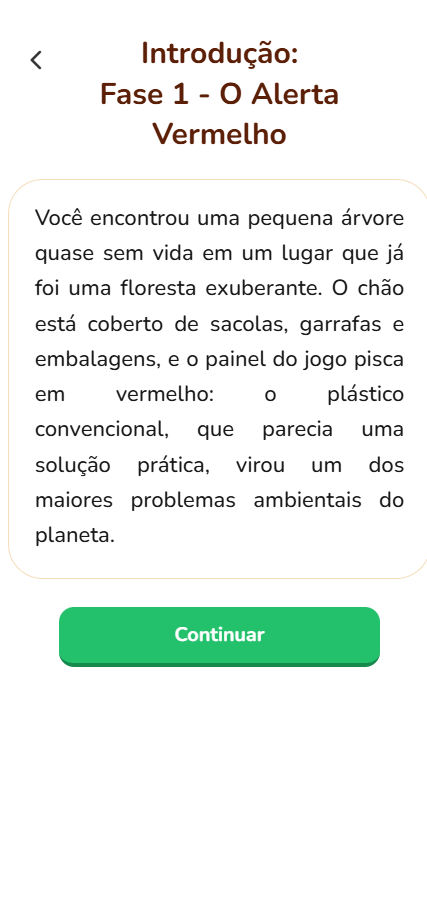 Introdução:
Fase 1 - O Alerta
Vermelho
Você encontrou uma pequena árvore
quase sem vida em um lugar que já
foi uma floresta exuberante. O chão
está coberto de sacolas, garrafas e
embalagens, e o painel do jogo pisca
em vermelho: o plástico
convencional, que parecia uma
solução prática, virou um dos
maiores problemas ambientais do
planeta.
Continuar